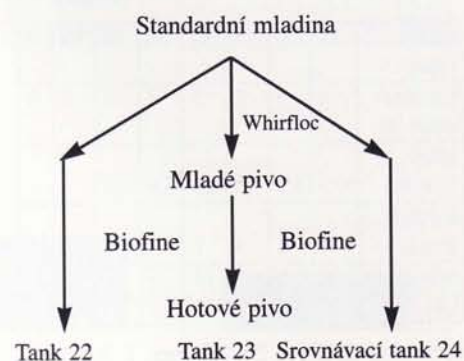 Standardní mladina
Whirfloc
Mladé pivo
Biofine Biofine
Hotové pivo
Tank 22 Tank 23 Srovnávací tank 24